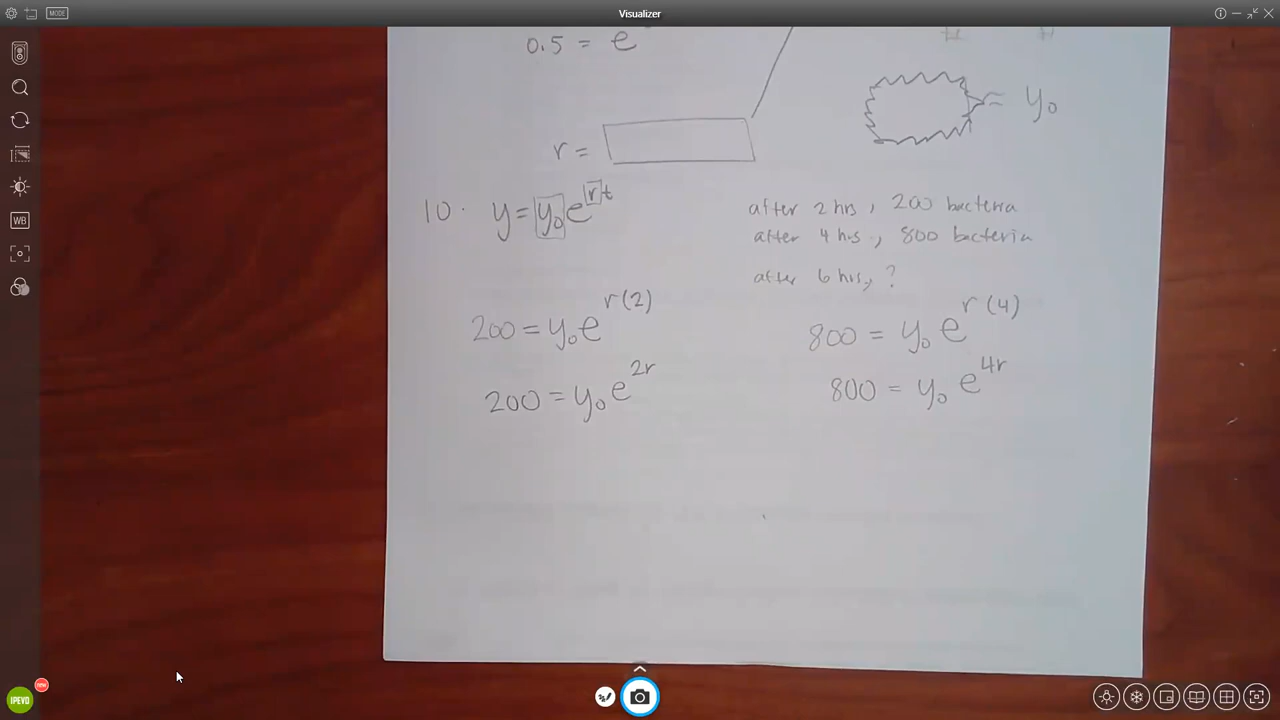 MODE
Visualizer
0.5 = e
≈ y₀
r =
10. y = y₀e^rt
after 2 hrs, 200 bacteria
after 4 hrs, 800 bacteria
after 6 hrs, ?
200 = y₀e^r(2)
800 = y₀e^r(4)
200 = y₀e^2r
800 = y₀e^4r
WB
IPEVO
new